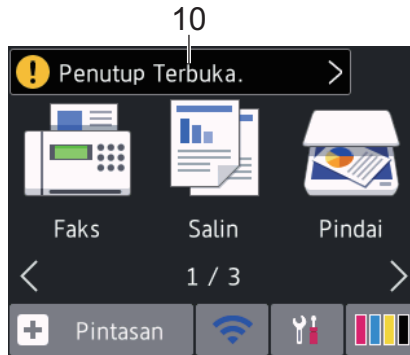 10
Penutup Terbuka.
Faks Salin Pindai
1 / 3
Pintasan